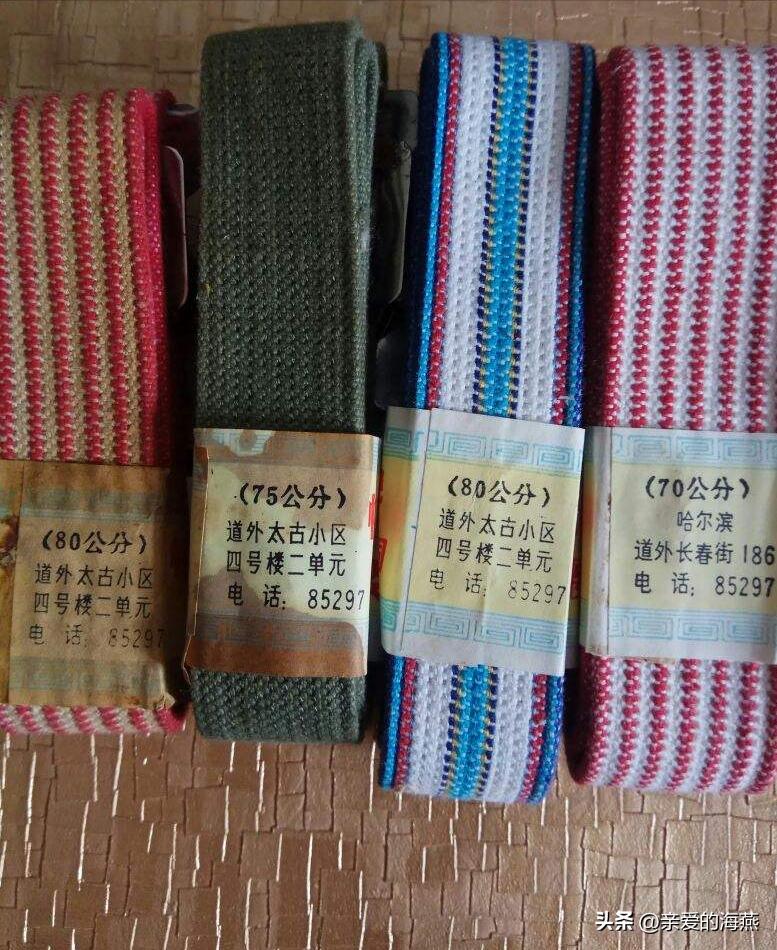 (80公分)
道外太古小区
四号楼二单元
电 话: 85297
(75公分)
道外太古小区
四号楼二单元
电 话: 85297
(80公分)
道外太古小区
四号楼二单元
电 话: 85297
(70公分)
哈尔滨
道外长春街186
电 话: 85297
头条 @亲爱的海燕